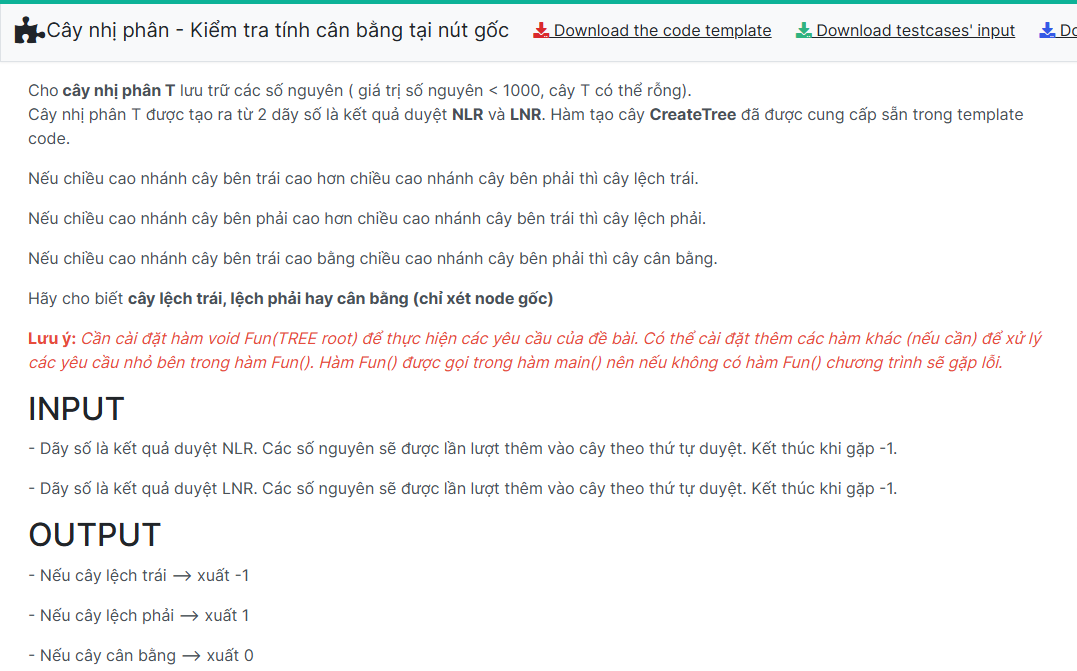 Cây nhị phân - Kiểm tra tính cân bằng tại nút gốc Download the code template Download testcases' input
Cho cây nhị phân T lưu trữ các số nguyên ( giá trị số nguyên < 1000, cây T có thể rỗng).
Cây nhị phân T được tạo ra từ 2 dãy số là kết quả duyệt NLR và LNR. Hàm tạo cây CreateTree đã được cung cấp sẵn trong template
code.
Nếu chiều cao nhánh cây bên trái cao hơn chiều cao nhánh cây bên phải thì cây lệch trái.
Nếu chiều cao nhánh cây bên phải cao hơn chiều cao nhánh cây bên trái thì cây lệch phải.
Nếu chiều cao nhánh cây bên trái cao bằng chiều cao nhánh cây bên phải thì cây cân bằng.
Hãy cho biết cây lệch trái, lệch phải hay cân bằng (chỉ xét node gốc)
Lưu ý: Cần cài đặt hàm void Fun(TREE root) để thực hiện các yêu cầu của đề bài. Có thể cài đặt thêm các hàm khác (nếu cần) để xử lý
các yêu cầu nhỏ bên trong hàm Fun(). Hàm Fun() được gọi trong hàm main() nên nếu không có hàm Fun() chương trình sẽ gặp lỗi.
INPUT
- Dãy số là kết quả duyệt NLR. Các số nguyên sẽ được lần lượt thêm vào cây theo thứ tự duyệt. Kết thúc khi gặp -1.
- Dãy số là kết quả duyệt LNR. Các số nguyên sẽ được lần lượt thêm vào cây theo thứ tự duyệt. Kết thúc khi gặp -1.
OUTPUT
- Nếu cây lệch trái --> xuất -1
- Nếu cây lệch phải --> xuất 1
- Nếu cây cân bằng --> xuất 0